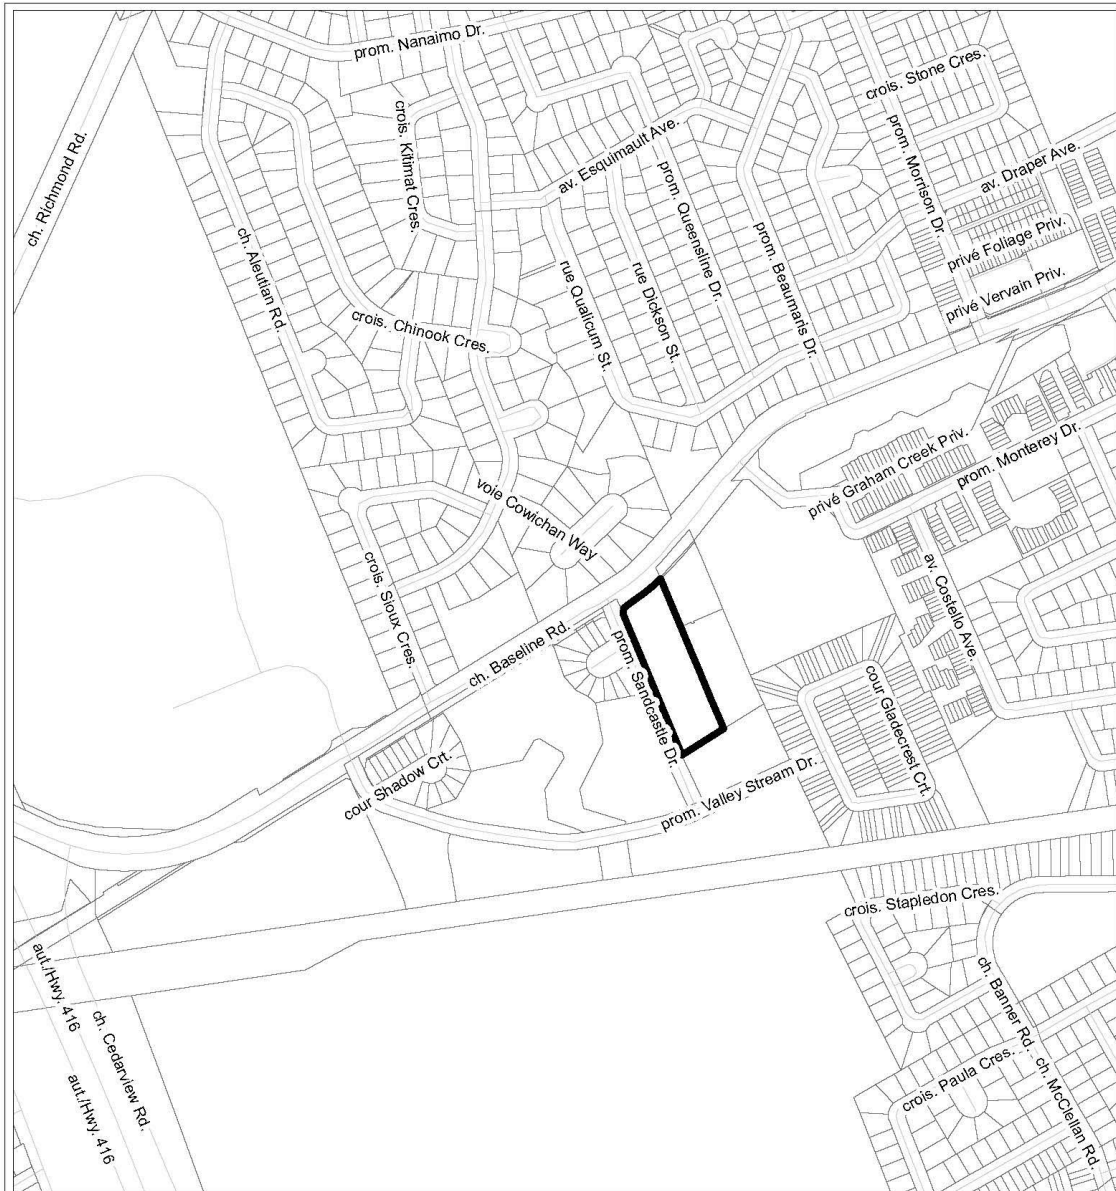 prom. Nanaimo Dr.
crois. Stone Cres.
crois. Kitimat Cres.
av. Esquimault Ave.
prom. Morrison Dr.
av. Draper Ave.
ch. Richmond Rd.
prom. Queensline Dr.
privé Foliage Priv.
prom. Beaumaris Dr.
privé Vervain Priv.
ch. Aleutian Rd.
rue Qualicum St.
rue Dickson St.
crois. Chinook Cres.
privé Graham Creek Priv.
prom. Monterey Dr.
voie Cowichan Way
crois. Sioux Cres.
av. Costello Ave.
ch. Baseline Rd.
prom. Sandcastle Dr.
cour Gladecrest Crt.
cour Shadow Crt.
prom. Valley Stream Dr.
crois. Stapledon Cres.
aut./Hwy. 416
ch. Cedarview Rd.
ch. Banner Rd.
crois. Paula Cres.
ch. McClellan Rd.
aut./Hwy. 416